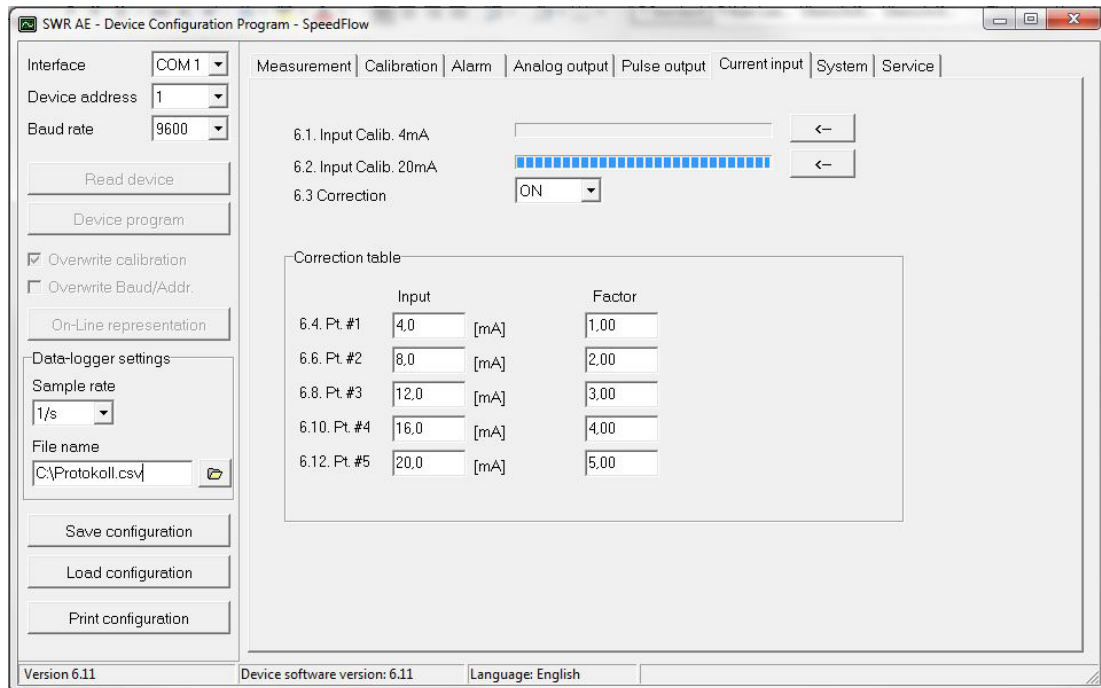 SWR AE - Device Configuration Program - SpeedFlow
Interface
COM 1
Device address
1
Baud rate
9600
Read device
Device program
Overwrite calibration
Overwrite Baud/Addr.
On-Line representation
Data-logger settings
Sample rate
1/s
File name
C:\Protokoll.csv
Save configuration
Load configuration
Print configuration
Measurement
Calibration
Alarm
Analog output
Pulse output
Current input
System
Service
6.1. Input Calib. 4mA
<--
6.2. Input Calib. 20mA
<--
6.3 Correction
ON
Correction table
Input Factor
6.4. Pt. #1 4,0 [mA] 1,00
6.6. Pt. #2 8,0 [mA] 2,00
6.8. Pt. #3 12,0 [mA] 3,00
6.10. Pt. #4 16,0 [mA] 4,00
6.12. Pt. #5 20,0 [mA] 5,00
Version 6.11
Device software version: 6.11
Language: English